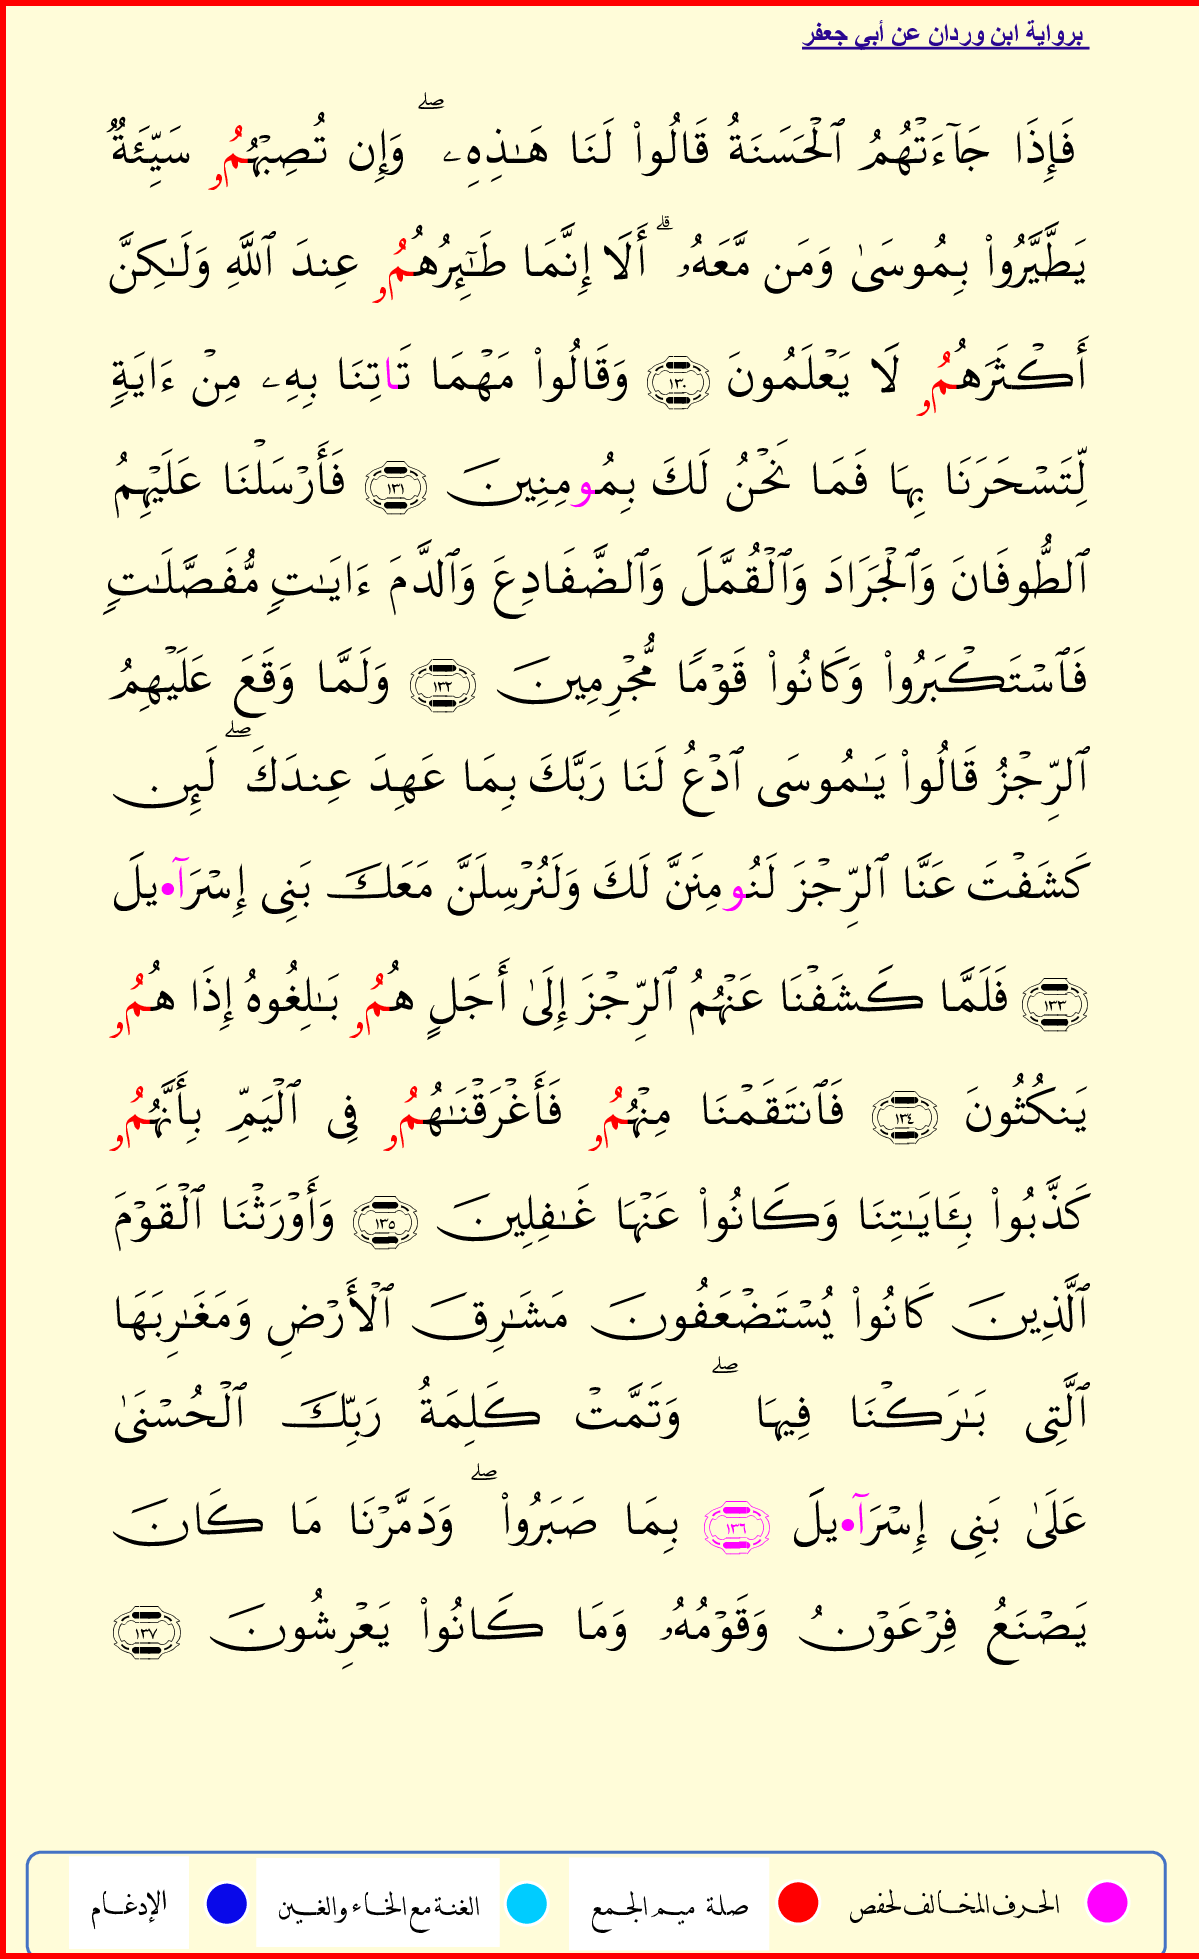 برواية ابن وردان عن أبي جعفر
فَإِذَا جَآءَتْهُمُ ٱلْحَسَنَةُ قَالُوا۟ لَنَا هَـٰذِهِۦ ۖ وَإِن تُصِبْهُمُۥ سَيِّئَةٌ
يَطَّيَّرُوا۟ بِمُوسَىٰ وَمَن مَّعَهُۥ ۗ أَلَا إِنَّمَا طَـٰٓئِرُهُمُۥ عِندَ ٱللَّهِ وَلَـٰكِنَّ
أَكْثَرَهُمُۥ لَا يَعْلَمُونَ ١٣٠ وَقَالُوا۟ مَهْمَا تَاتِنَا بِهِۦ مِنْ ءَايَةٍ
لِّتَسْحَرَنَا بِهَا فَمَا نَحْنُ لَكَ بِمُومِنِينَ ١٣١ فَأَرْسَلْنَا عَلَيْهِمُ
ٱلطُّوفَانَ وَٱلْجَرَادَ وَٱلْقُمَّلَ وَٱلضَّفَادِعَ وَٱلدَّمَ ءَايَـٰتٍ مُّفَصَّلَـٰتٍ
فَٱسْتَكْبَرُوا۟ وَكَانُوا۟ قَوْمًا مُّجْرِمِينَ ١٣٢ وَلَمَّا وَقَعَ عَلَيْهِمُ
ٱلرِّجْزُ قَالُوا۟ يَـٰمُوسَى ٱدْعُ لَنَا رَبَّكَ بِمَا عَهِدَ عِندَكَ ۖ لَئِن
كَشَفْتَ عَنَّا ٱلرِّجْزَ لَنُومِنَنَّ لَكَ وَلَنُرْسِلَنَّ مَعَكَ بَنِى إِسْرَآ•يلَ
١٣٣ فَلَمَّا كَشَفْنَا عَنْهُمُ ٱلرِّجْزَ إِلَىٰ أَجَلٍ هُمُۥ بَـٰلِغُوهُ إِذَا هُمُۥ
يَنكُثُونَ ١٣٤ فَٱنتَقَمْنَا مِنْهُمُۥ فَأَغْرَقْنَـٰهُمُۥ فِى ٱلْيَمِّ بِأَنَّهُمُۥ
كَذَّبُوا۟ بِـَٔايَـٰتِنَا وَكَانُوا۟ عَنْهَا غَـٰفِلِينَ ١٣٥ وَأَوْرَثْنَا ٱلْقَوْمَ
ٱلَّذِينَ كَانُوا۟ يُسْتَضْعَفُونَ مَشَـٰرِقَ ٱلْأَرْضِ وَمَغَـٰرِبَهَا
ٱلَّتِى بَـٰرَكْنَا فِيهَا ۖ وَتَمَّتْ كَلِمَةُ رَبِّكَ ٱلْحُسْنَىٰ
عَلَىٰ بَنِى إِسْرَآ•يلَ ١٣٦ بِمَا صَبَرُوا۟ ۖ وَدَمَّرْنَا مَا كَانَ
يَصْنَعُ فِرْعَوْنُ وَقَوْمُهُۥ وَمَا كَانُوا۟ يَعْرِشُونَ ١٣٧
الحرف المخالف لحفص صلة ميم الجمع الغنة مع الخاء والغين الإدغام